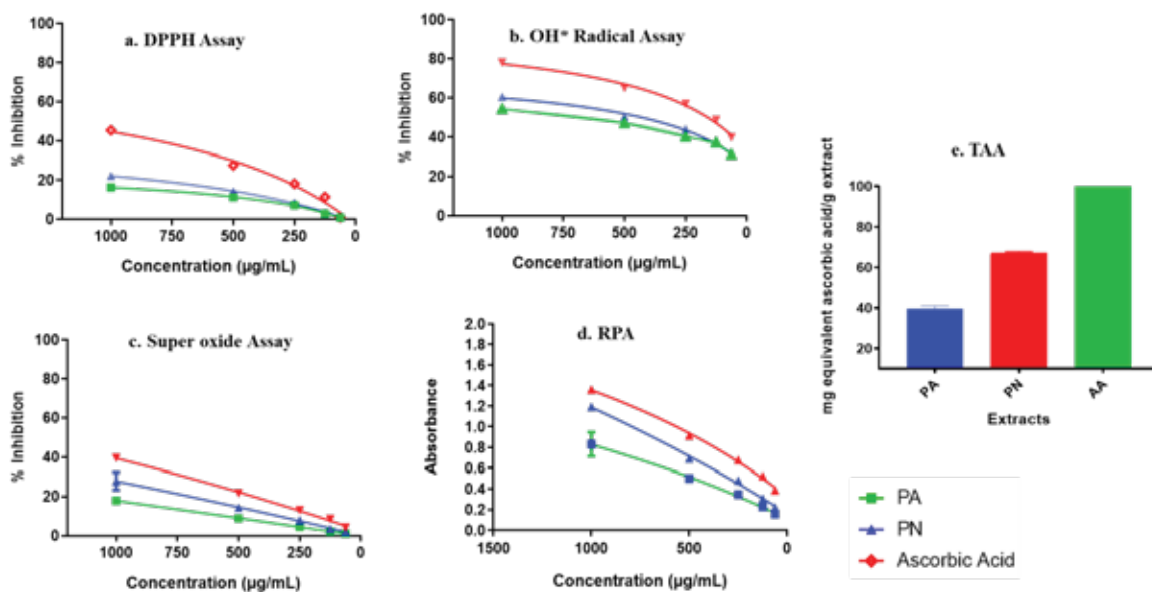 a. DPPH Assay
% Inhibition
100
80
60
40
20
0
1000
750
500
250
0
Concentration (µg/mL)
b. OH* Radical Assay
% Inhibition
100
80
60
40
20
0
1000
750
500
250
0
Concentration (µg/mL)
c. Super oxide Assay
% Inhibition
100
80
60
40
20
0
1000
750
500
250
0
Concentration (µg/mL)
d. RPA
Absorbance
2.0
1.8
1.6
1.4
1.2
1.0
0.8
0.6
0.4
0.2
0.0
1500
1000
500
0
Concentration (µg/mL)
e. TAA
mg equivalent ascorbic acid/g extract
100
80
60
40
20
PA
PN
AA
Extracts
PA
PN
Ascorbic Acid